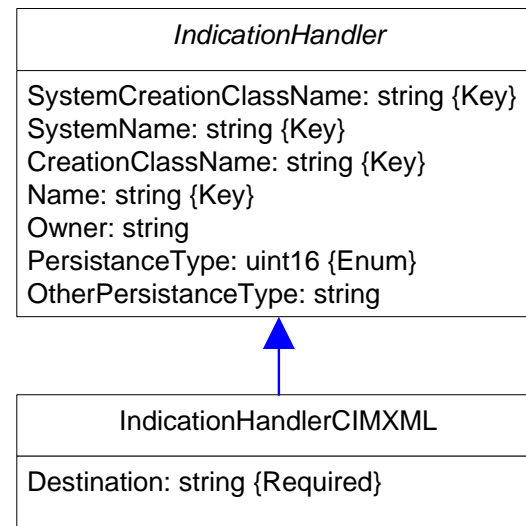 IndicationHandler
SystemCreationClassName: string {Key}
SystemName: string {Key}
CreationClassName: string {Key}
Name: string {Key}
Owner: string
PersistanceType: uint16 {Enum}
OtherPersistanceType: string
IndicationHandlerCIMXML
Destination: string {Required}